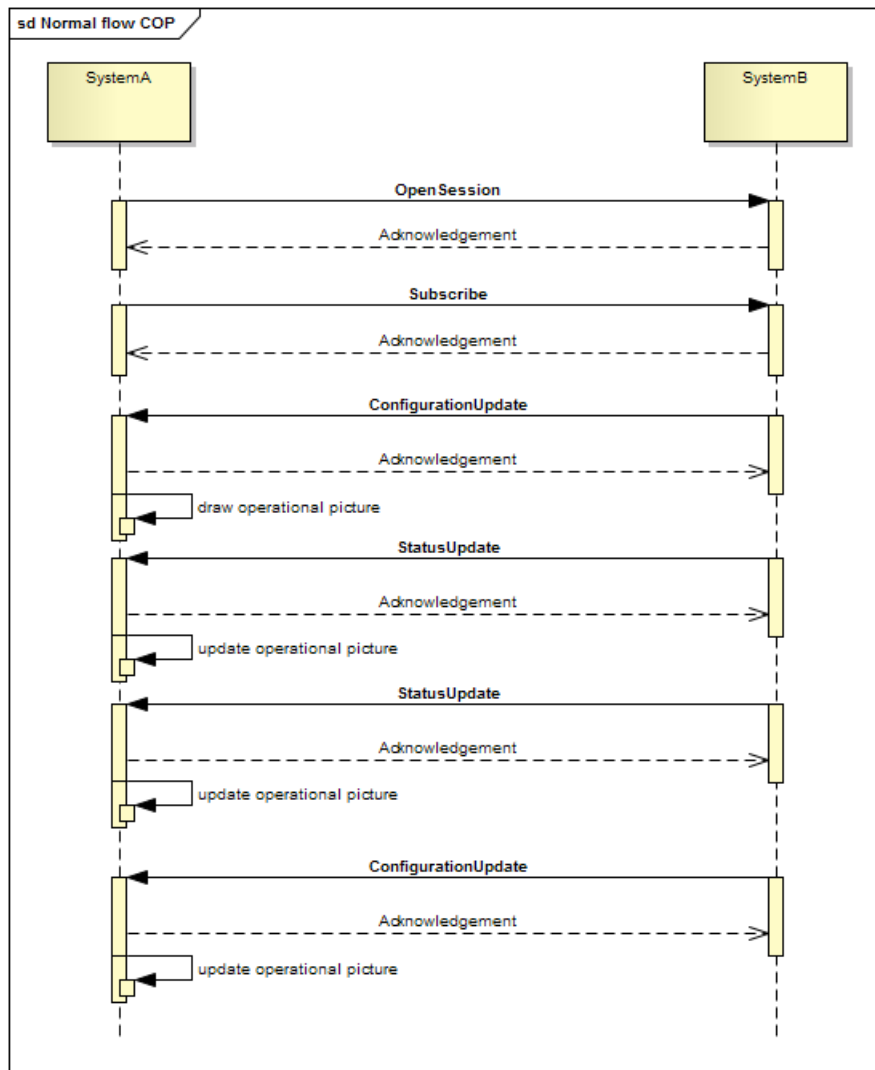 sd Normal flow COP
SystemA
SystemB
OpenSession
Acknowledgement
Subscribe
Acknowledgement
ConfigurationUpdate
Acknowledgement
draw operational picture
StatusUpdate
Acknowledgement
update operational picture
StatusUpdate
Acknowledgement
update operational picture
ConfigurationUpdate
Acknowledgement
update operational picture